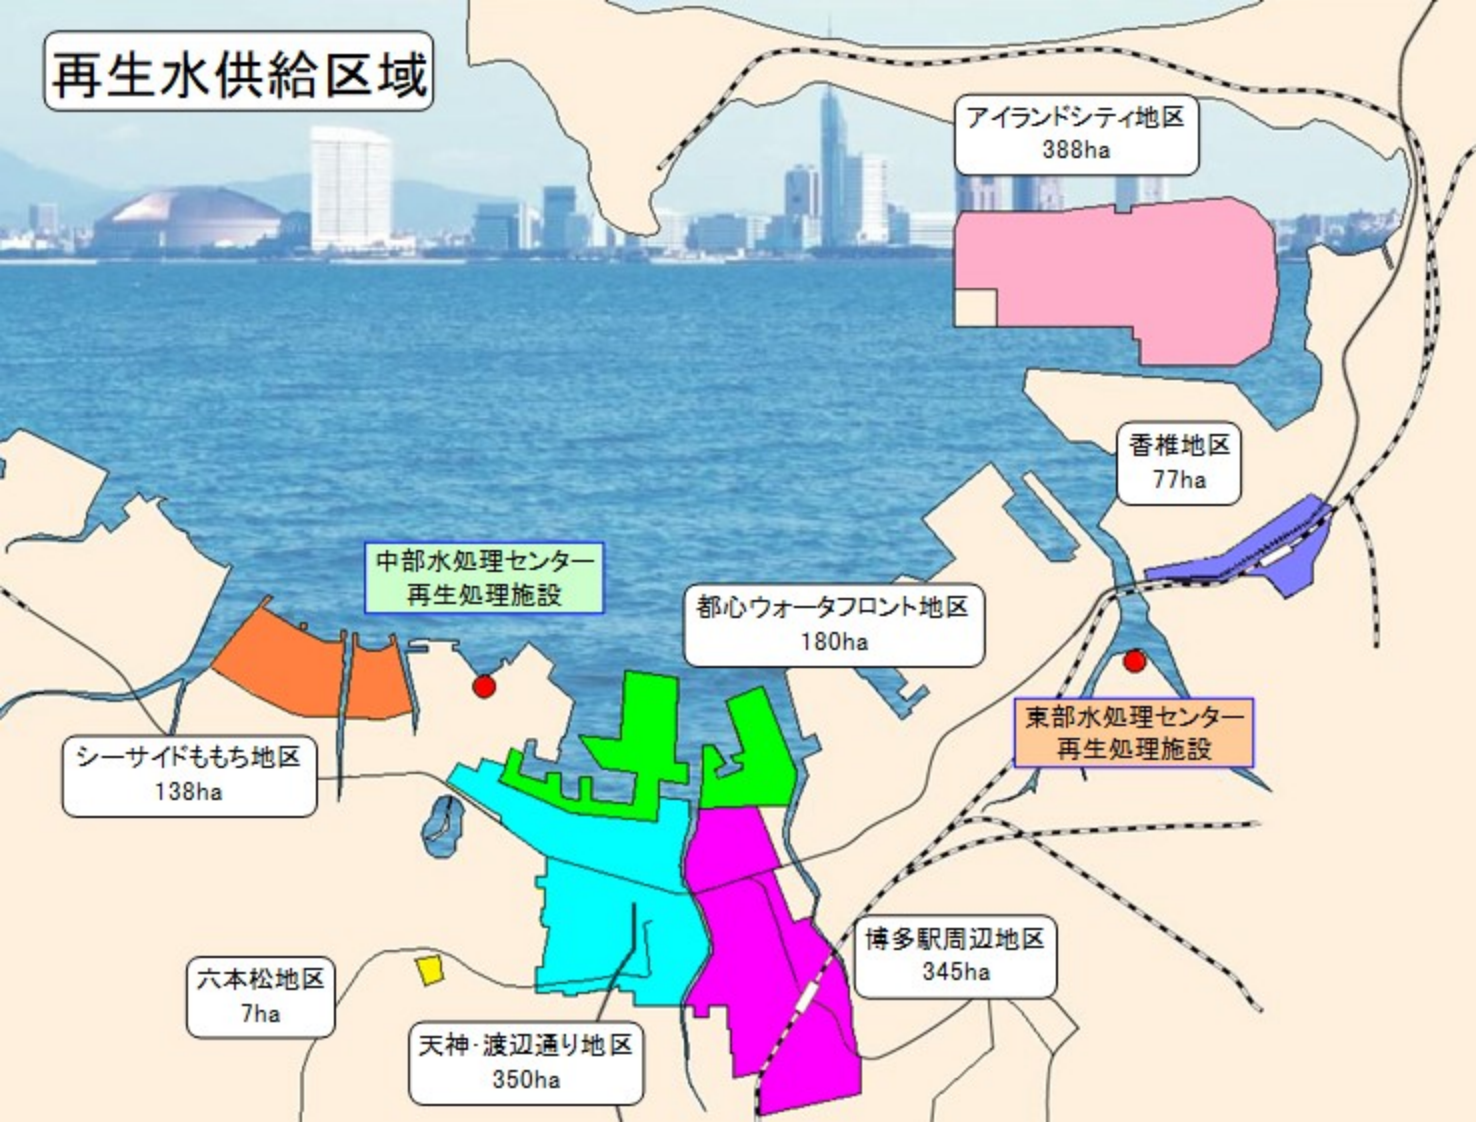 再生水供給区域
アイランドシティ地区
388ha
香椎地区
77ha
中部水処理センター
再生処理施設
都心ウォータフロント地区
180ha
東部水処理センター
再生処理施設
シーサイドももち地区
138ha
博多駅周辺地区
345ha
六本松地区
7ha
天神・渡辺通り地区
350ha